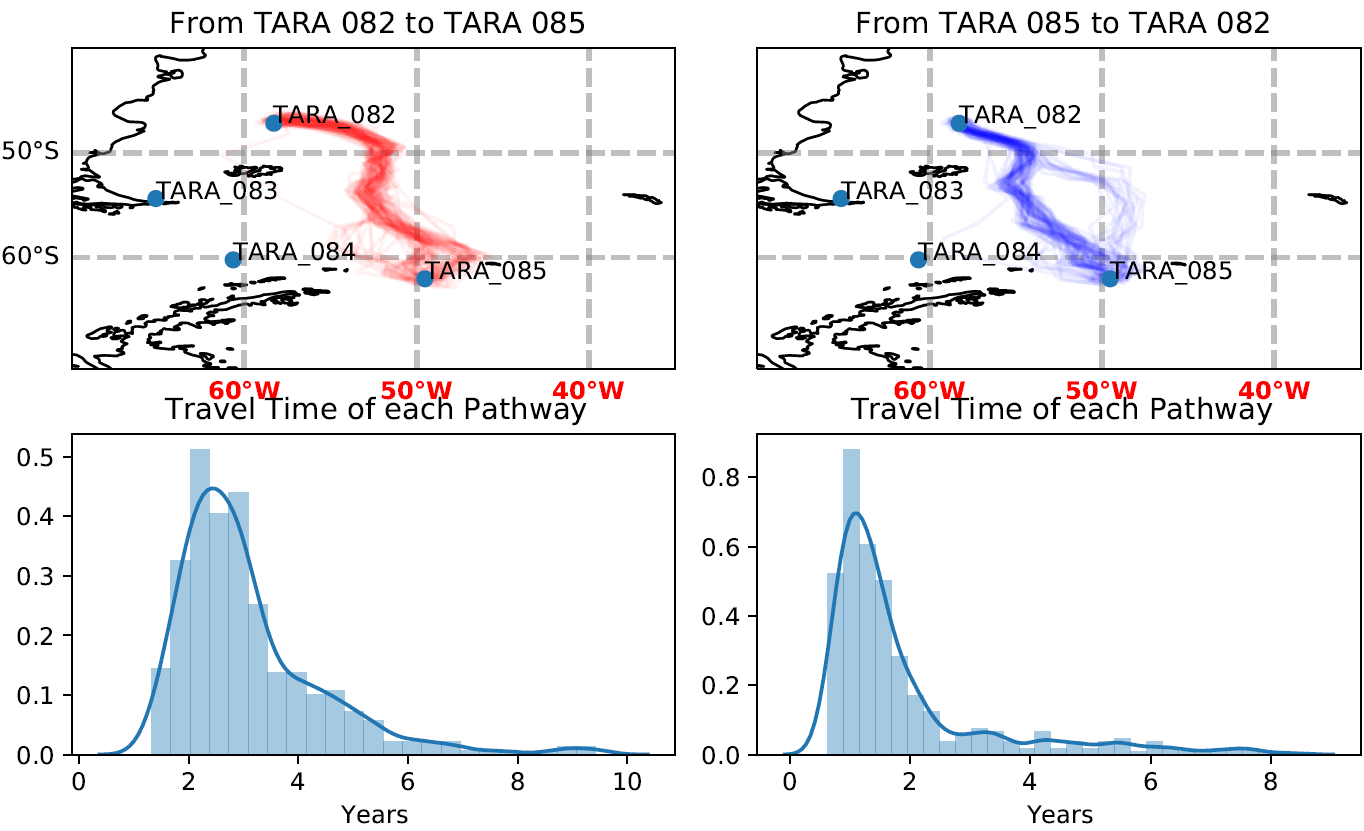 From TARA 082 to TARA 085
From TARA 085 to TARA 082
TARA_082
TARA_083
TARA_084
TARA_085
50°S
60°S
60°W 50°W 40°W
TARA_082
TARA_083
TARA_084
TARA_085
60°W 50°W 40°W
Travel Time of each Pathway
0.5
0.4
0.3
0.2
0.1
0.0
0 2 4 6 8 10
Years
Travel Time of each Pathway
0.8
0.6
0.4
0.2
0.0
0 2 4 6 8
Years